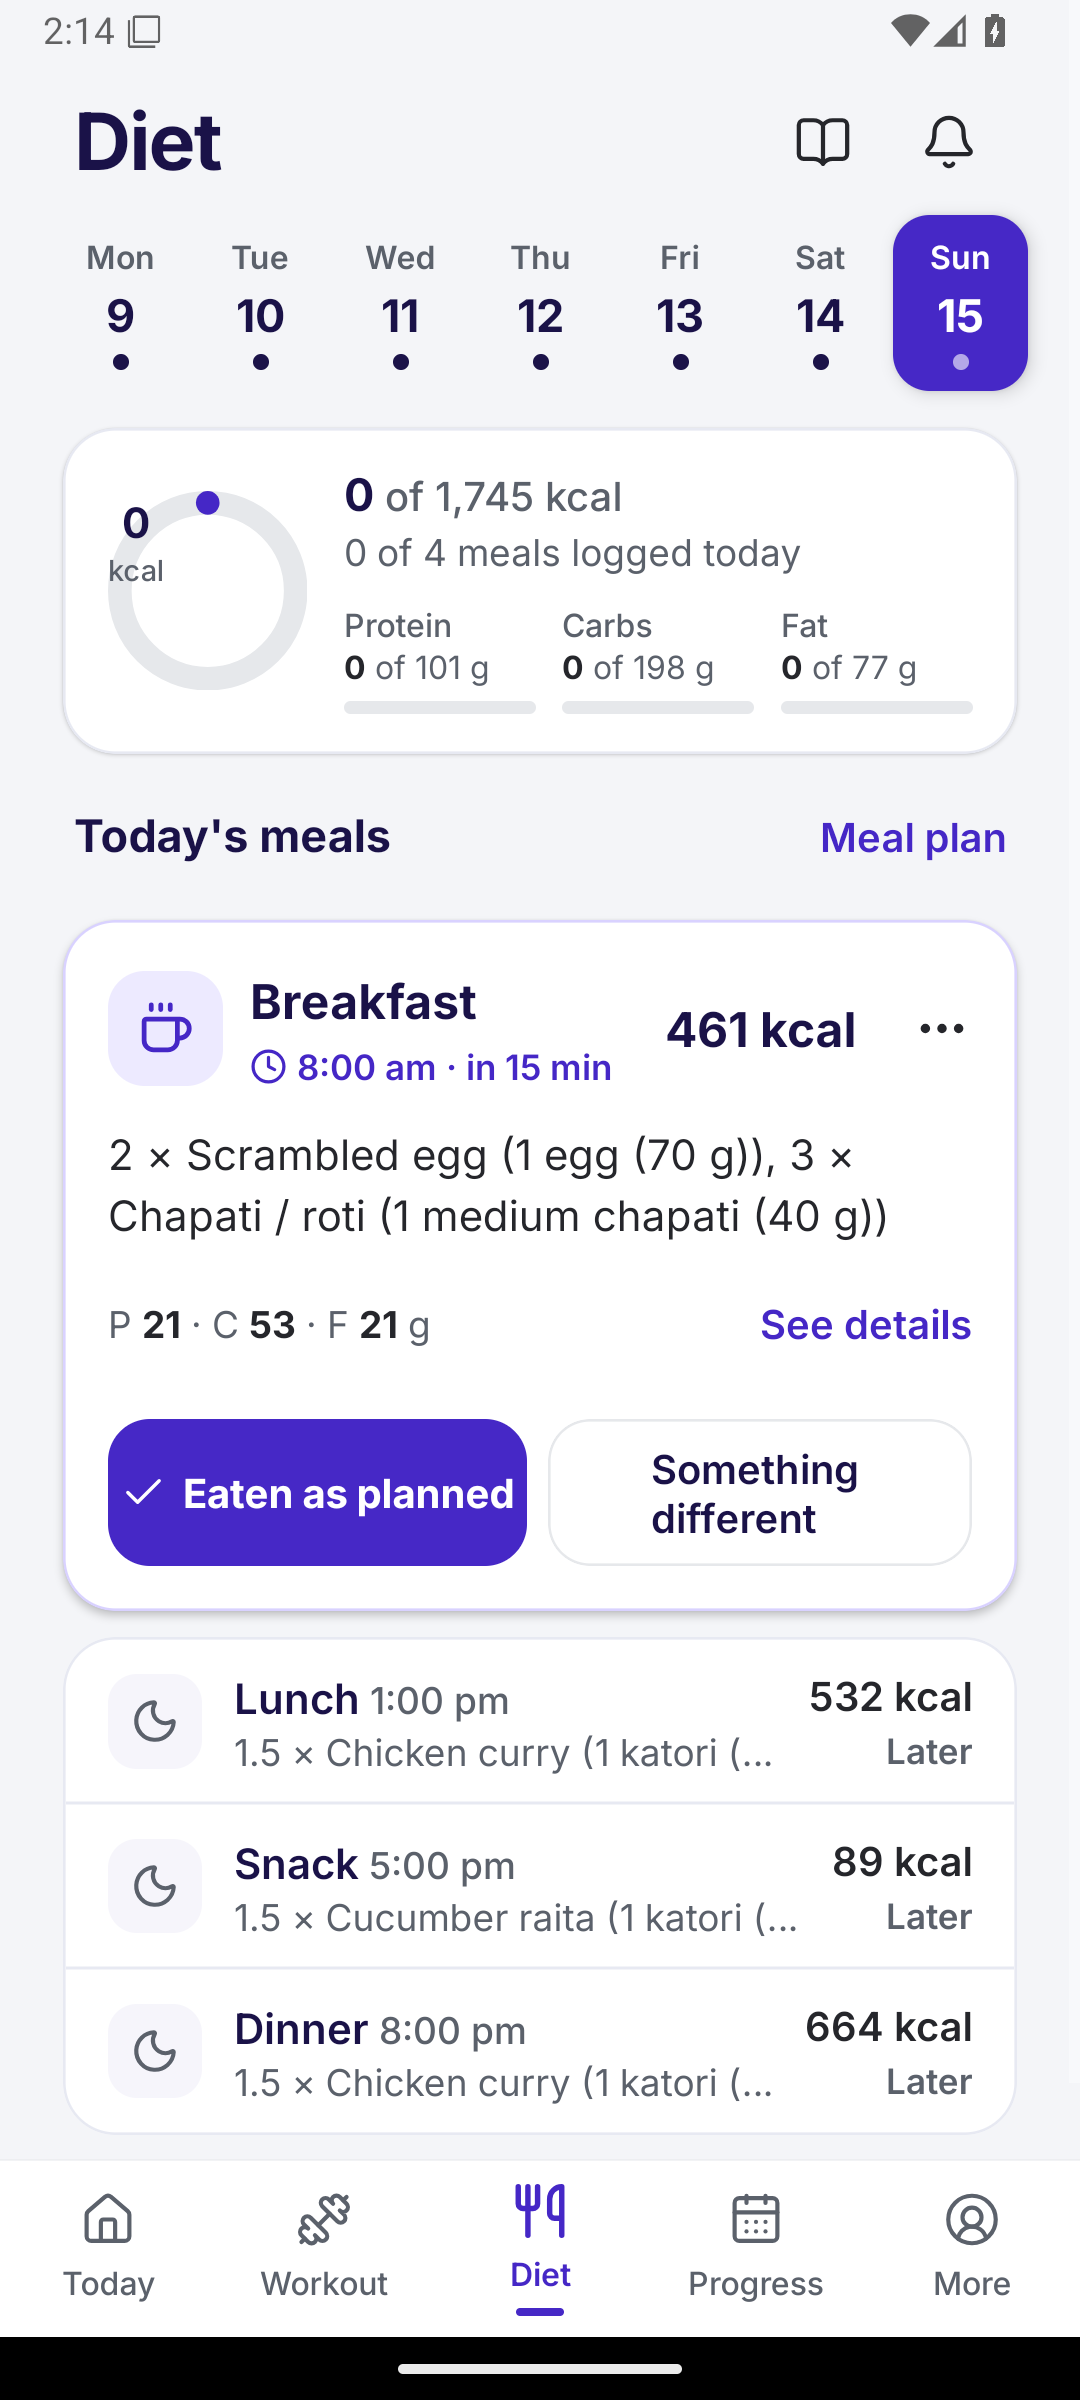 2:14
Diet
Mon Tue Wed Thu Fri Sat Sun
9 10 11 12 13 14 15
0 kcal
0 of 1,745 kcal
0 of 4 meals logged today
Protein Carbs Fat
0 of 101 g 0 of 198 g 0 of 77 g
Today's meals Meal plan
Breakfast 461 kcal
8:00 am · in 15 min
2 × Scrambled egg (1 egg (70 g)), 3 ×
Chapati / roti (1 medium chapati (40 g))
P 21 · C 53 · F 21 g See details
Eaten as planned
Something
different
Lunch 1:00 pm 532 kcal
1.5 × Chicken curry (1 katori (... Later
Snack 5:00 pm 89 kcal
1.5 × Cucumber raita (1 katori (... Later
Dinner 8:00 pm 664 kcal
1.5 × Chicken curry (1 katori (... Later
Today Workout Diet Progress More